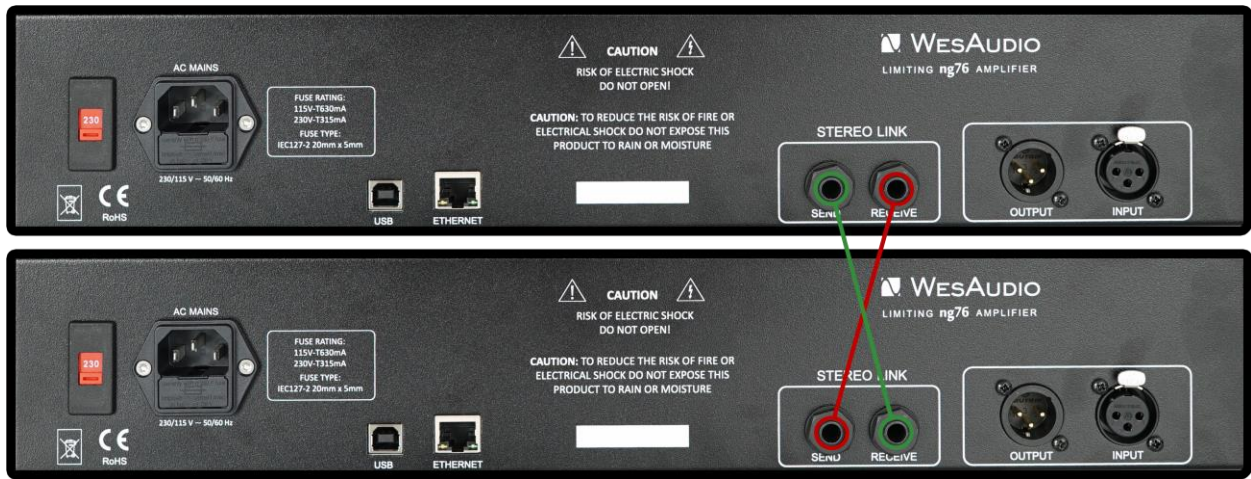 WESAUDIO
LIMITING ng76 AMPLIFIER
CAUTION
RISK OF ELECTRIC SHOCK
DO NOT OPEN!
CAUTION: TO REDUCE THE RISK OF FIRE OR
ELECTRICAL SHOCK DO NOT EXPOSE THIS
PRODUCT TO RAIN OR MOISTURE
AC MAINS
230
FUSE RATING:
115V-T630mA
230V-T315mA
FUSE TYPE:
IEC127-2 20mm x 5mm
230/115 V ~ 50/60 Hz
CE
RoHS
USB
ETHERNET
STEREO LINK
SEND
RECEIVE
OUTPUT
INPUT
WESAUDIO
LIMITING ng76 AMPLIFIER
CAUTION
RISK OF ELECTRIC SHOCK
DO NOT OPEN!
CAUTION: TO REDUCE THE RISK OF FIRE OR
ELECTRICAL SHOCK DO NOT EXPOSE THIS
PRODUCT TO RAIN OR MOISTURE
AC MAINS
230
FUSE RATING:
115V-T630mA
230V-T315mA
FUSE TYPE:
IEC127-2 20mm x 5mm
230/115 V ~ 50/60 Hz
CE
RoHS
USB
ETHERNET
STEREO LINK
SEND
RECEIVE
OUTPUT
INPUT